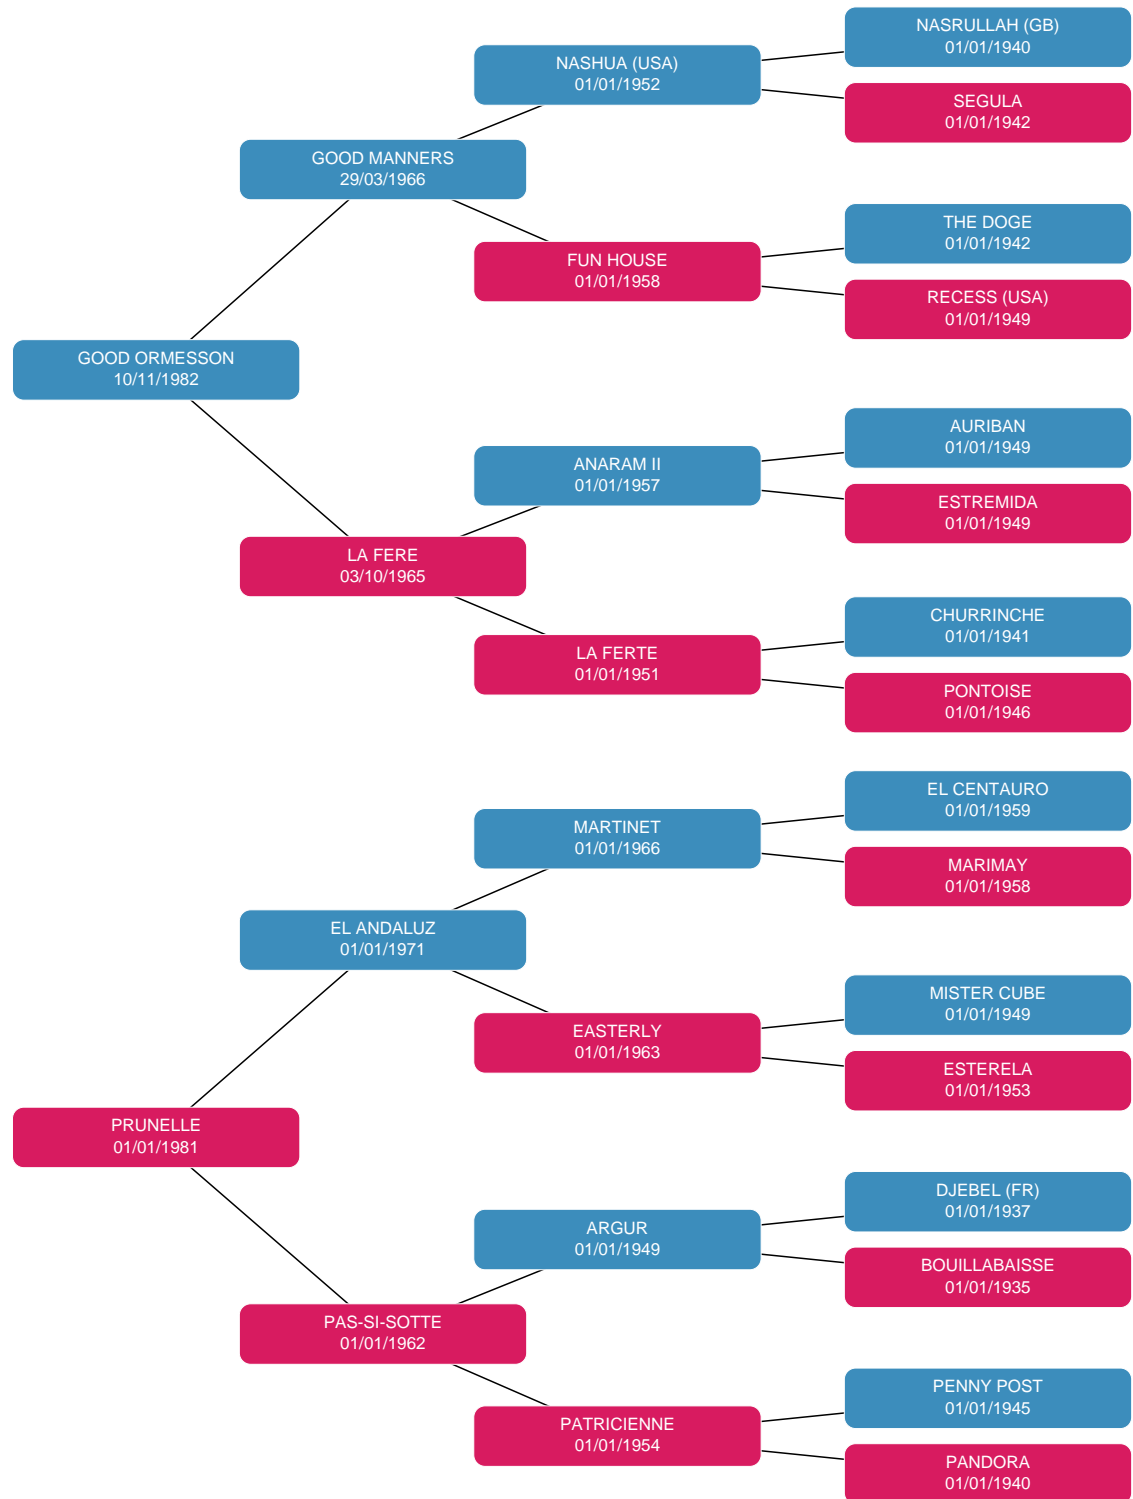 NASRULLAH (GB)
01/01/1940
NASHUA (USA)
01/01/1952
SEGULA
01/01/1942
GOOD MANNERS
29/03/1966
THE DOGE
01/01/1942
FUN HOUSE
01/01/1958
RECESS (USA)
01/01/1949
GOOD ORMESSON
10/11/1982
AURIBAN
01/01/1949
ANARAM II
01/01/1957
ESTREMIDA
01/01/1949
LA FERE
03/10/1965
CHURRINCHE
01/01/1941
LA FERTE
01/01/1951
PONTOISE
01/01/1946
EL CENTAURO
01/01/1959
MARTINET
01/01/1966
MARIMAY
01/01/1958
EL ANDALUZ
01/01/1971
MISTER CUBE
01/01/1949
EASTERLY
01/01/1963
ESTERELA
01/01/1953
PRUNELLE
01/01/1981
DJEBEL (FR)
01/01/1937
ARGUR
01/01/1949
BOUILLABAISSE
01/01/1935
PAS-SI-SOTTE
01/01/1962
PENNY POST
01/01/1945
PATRICIENNE
01/01/1954
PANDORA
01/01/1940